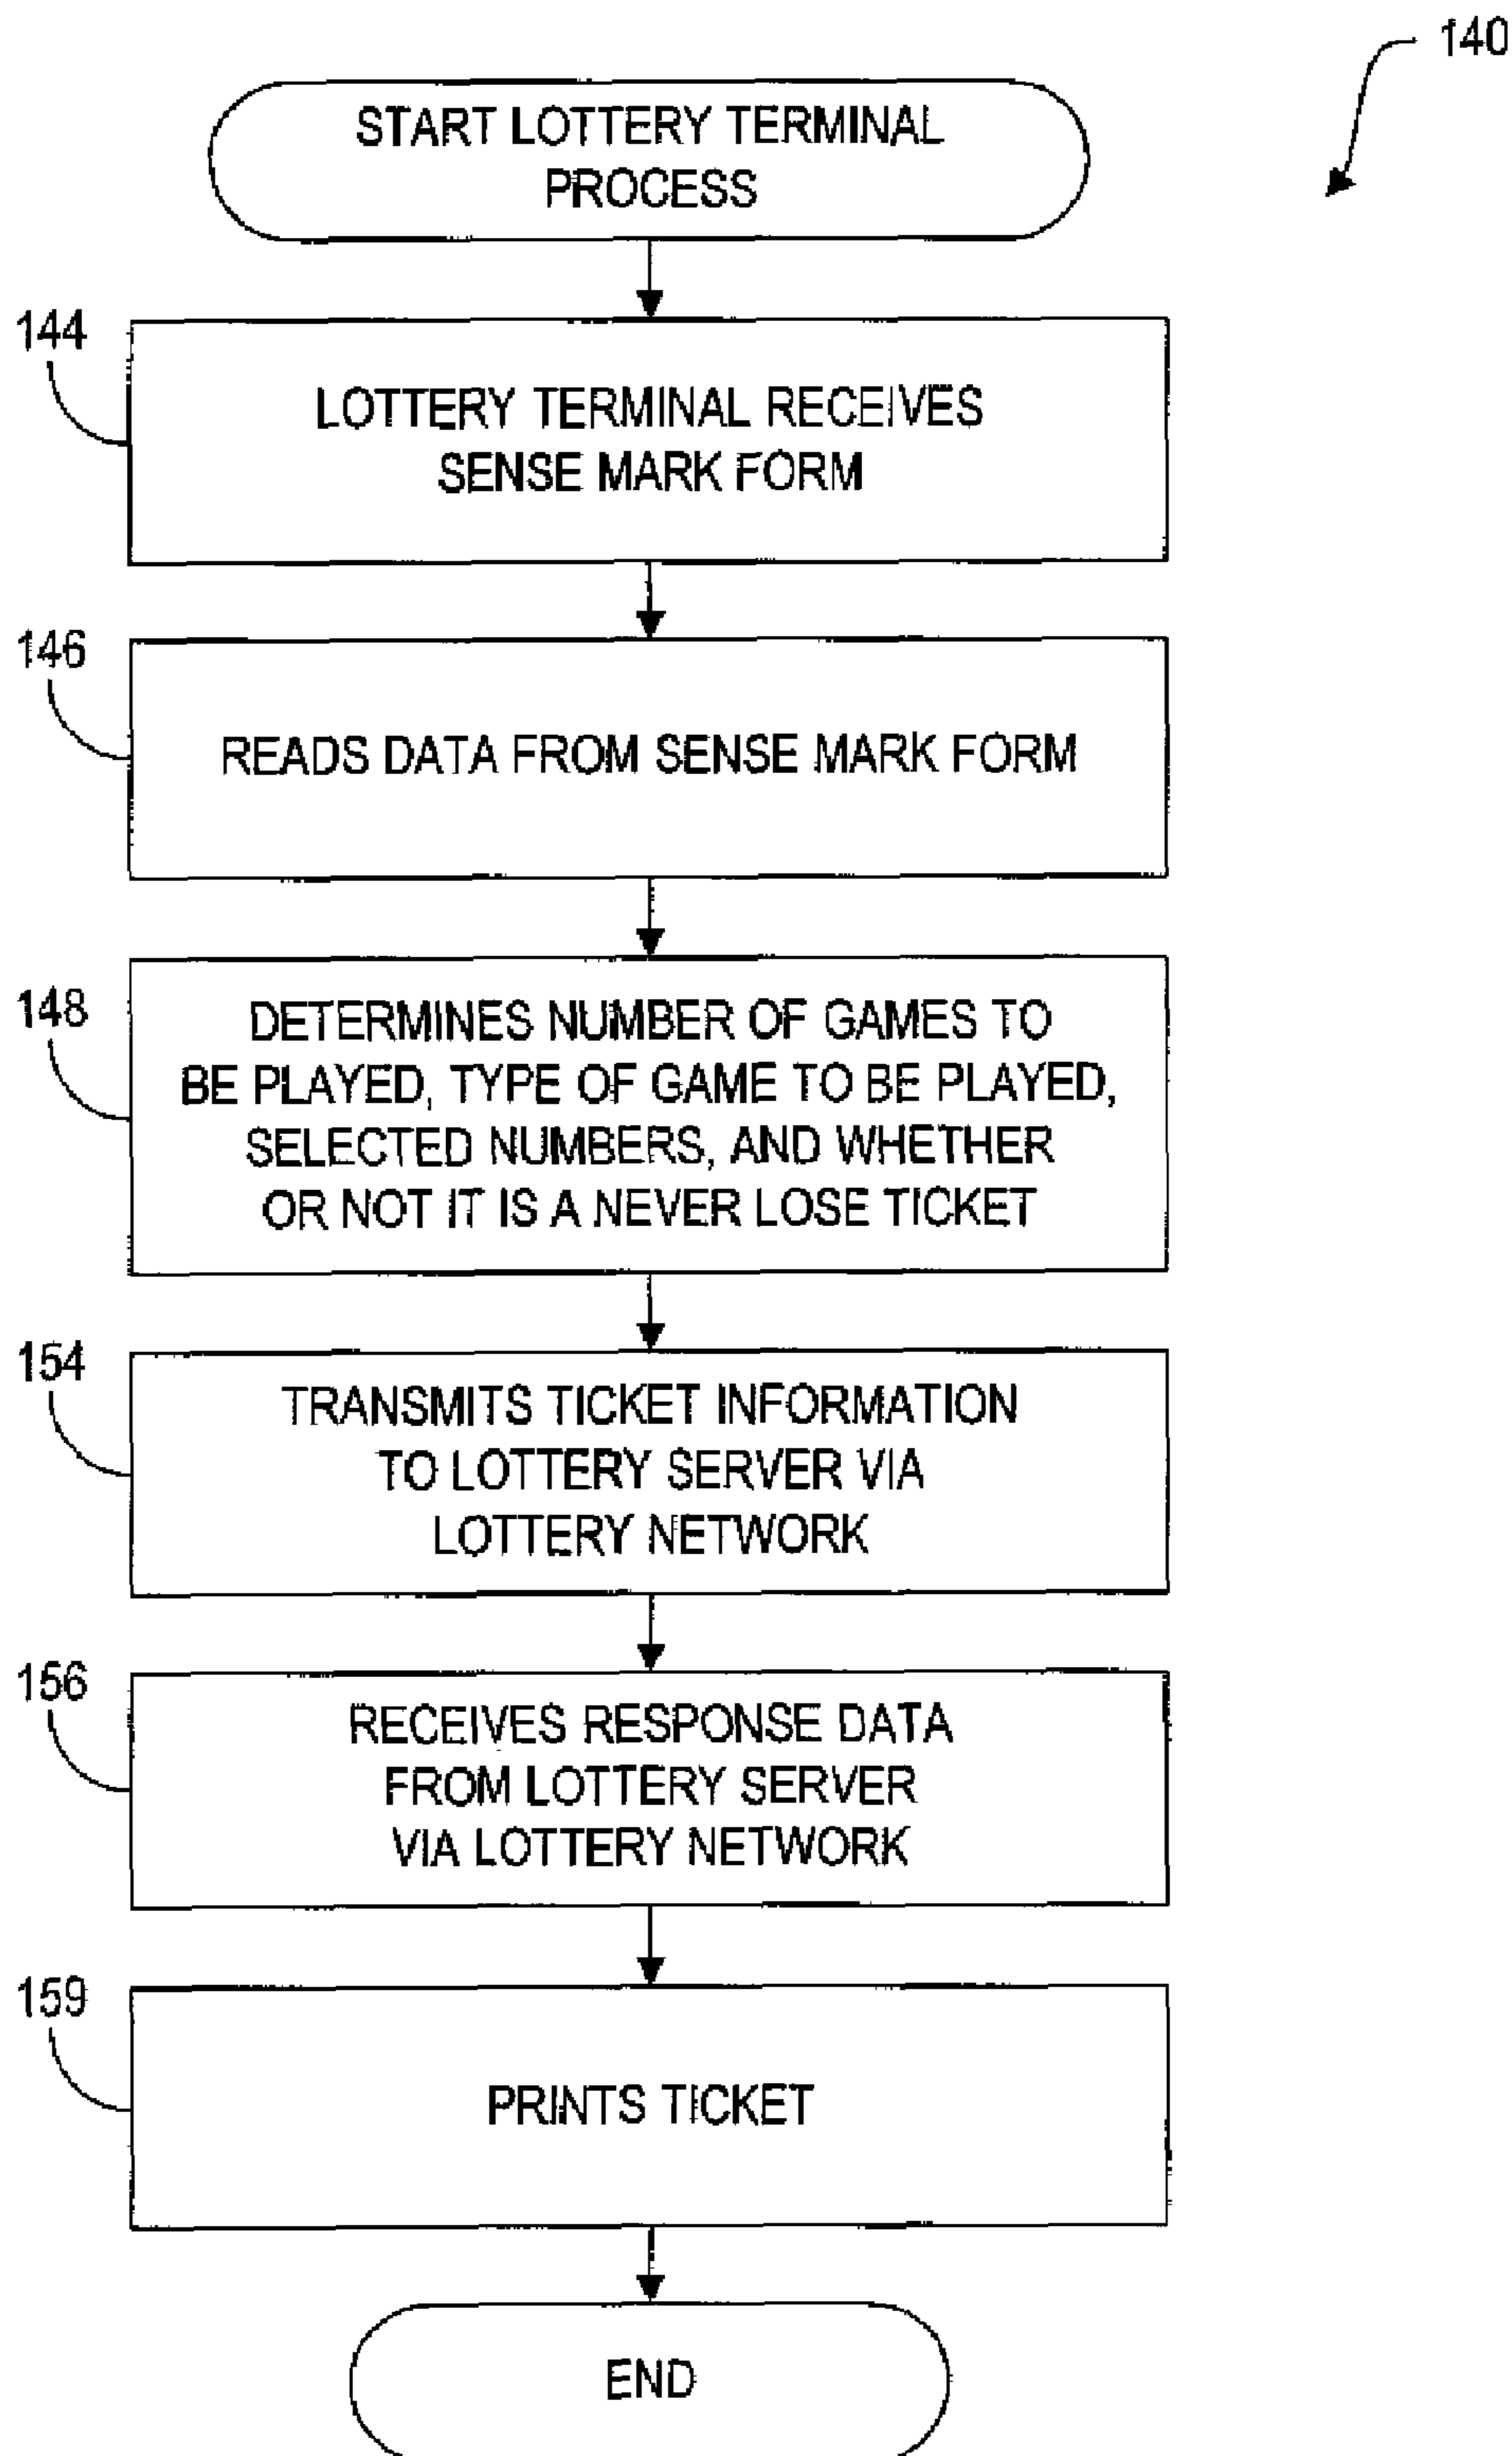 140
START LOTTERY TERMINAL
PROCESS
144
LOTTERY TERMINAL RECEIVES
SENSE MARK FORM
146
READS DATA FROM SENSE MARK FORM
148
DETERMINES NUMBER OF GAMES TO
BE PLAYED, TYPE OF GAME TO BE PLAYED,
SELECTED NUMBERS, AND WHETHER
OR NOT IT IS A NEVER LOSE TICKET
154
TRANSMITS TICKET INFORMATION
TO LOTTERY SERVER VIA
LOTTERY NETWORK
156
RECEIVES RESPONSE DATA
FROM LOTTERY SERVER
VIA LOTTERY NETWORK
159
PRINTS TICKET
END